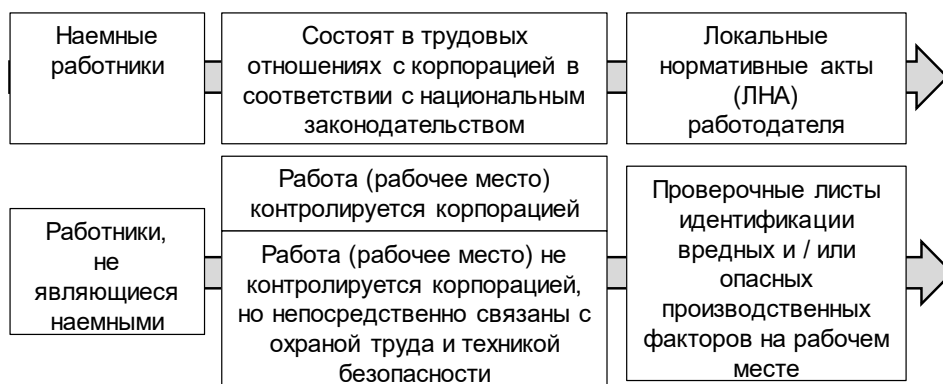 Наемные
работники
Состоят в трудовых
отношениях с корпорацией в
соответствии с национальным
законодательством
Локальные
нормативные акты
(ЛНА)
работодателя
Работники,
не
являющиеся
наемными
Работа (рабочее место)
контролируется корпорацией
Работа (рабочее место) не
контролируется корпорацией,
но непосредственно связаны с
охраной труда и техникой
безопасности
Проверочные листы
идентификации
вредных и / или
опасных
производственных
факторов на рабочем
месте